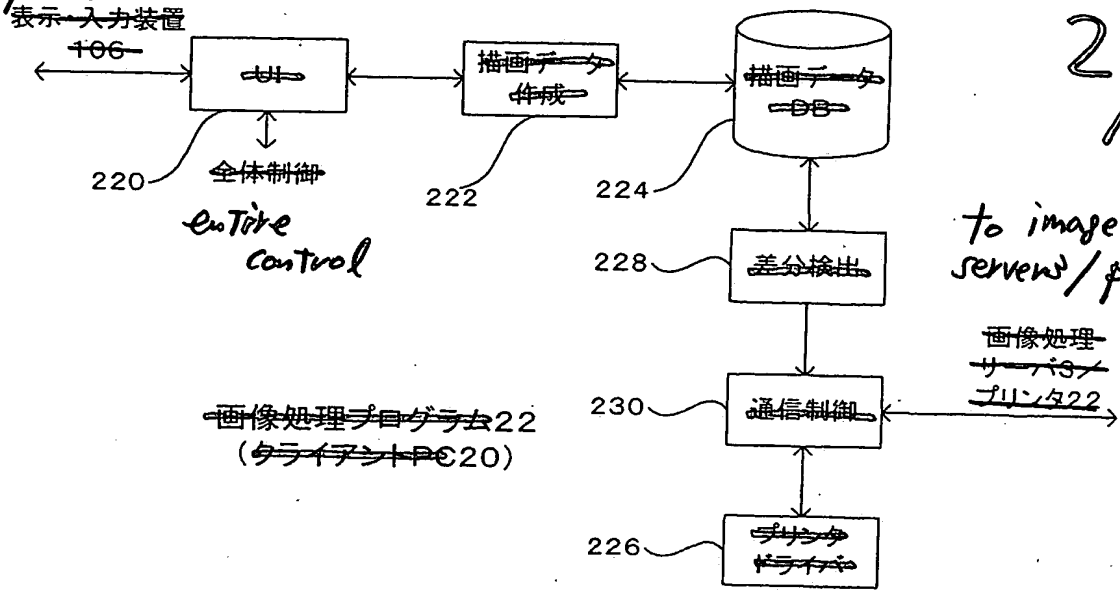 表示・入力装置
106
UI
描画データ
作成
描画データ
DB
2
220
全体制御
222
224
entire
control
228
差分検出
to image
servers/
画像処理
サーバ3/
プリンタ22
230
通信制御
画像処理プログラム22
(クライアントPC20)
226
プリンタ
ドライバ